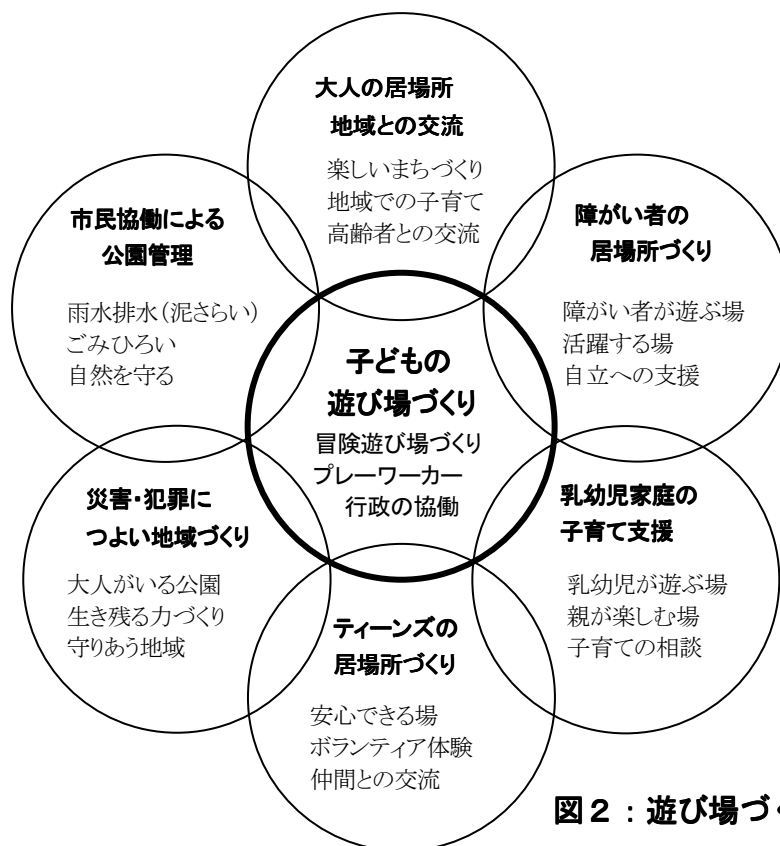 大人の居場所
地域との交流
楽しいまちづくり
地域での子育て
高齢者との交流
市民協働による
公園管理
雨水排水（泥さらい）
ごみひろい
自然を守る
障がい者の
居場所づくり
障がい者が遊ぶ場
活躍する場
自立への支援
子どもの
遊び場づくり
冒険遊び場づくり
プレーワーカー
行政の協働
災害・犯罪に
つよい地域づくり
大人がいる公園
生き残る力づくり
守りあう地域
乳幼児家庭の
子育て支援
乳幼児が遊ぶ場
親が楽しむ場
子育ての相談
ティーンズの
居場所づくり
安心できる場
ボランティア体験
仲間との交流
図２：遊び場づ